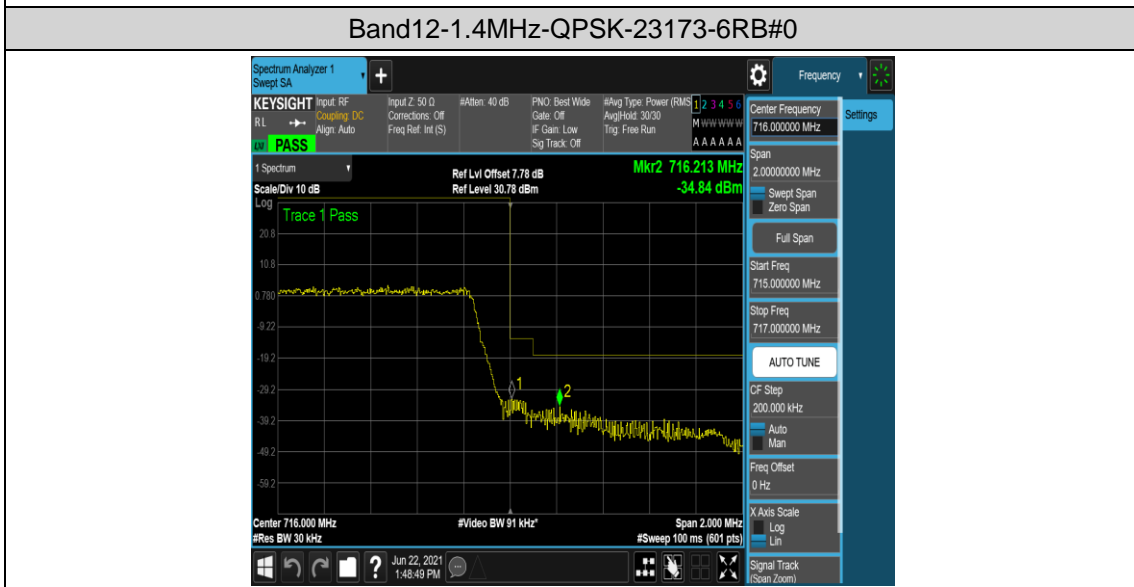 Band12-1.4MHz-QPSK-23173-6RB#0
Spectrum Analyzer 1
Swept SA
+
Frequency
KEYSIGHT
RL
Input: RF
Coupling: DC
Align: Auto
Input Z: 50 Ω
Corrections: Off
Freq Ref: Int (S)
#Atten: 40 dB
PNO: Best Wide
Gate: Off
IF Gain: Low
Sig Track: Off
#Avg Type: Power (RMS
Avg|Hold: 30/30
Trig: Free Run
1 2 3 4 5 6
M W W W W W
A A A A A A
PASS
Center Frequency
716.000000 MHz
Settings
1 Spectrum
Scale/Div 10 dB
Ref Lvl Offset 7.78 dB
Ref Level 30.78 dBm
Mkr2 716.213 MHz
-34.84 dBm
Log
Trace 1 Pass
20.8
10.8
0.780
-9.22
-19.2
-29.2
-39.2
-49.2
-59.2
1
2
Center 716.000 MHz
#Res BW 30 kHz
#Video BW 91 kHz*
Span 2.000 MHz
#Sweep 100 ms (601 pts)
Span
2.00000000 MHz
Swept Span
Zero Span
Full Span
Start Freq
715.000000 MHz
Stop Freq
717.000000 MHz
AUTO TUNE
CF Step
200.000 kHz
Auto
Man
Freq Offset
0 Hz
X Axis Scale
Log
Lin
Signal Track
(Span Zoom)
?
Jun 22, 2021
1:48:49 PM